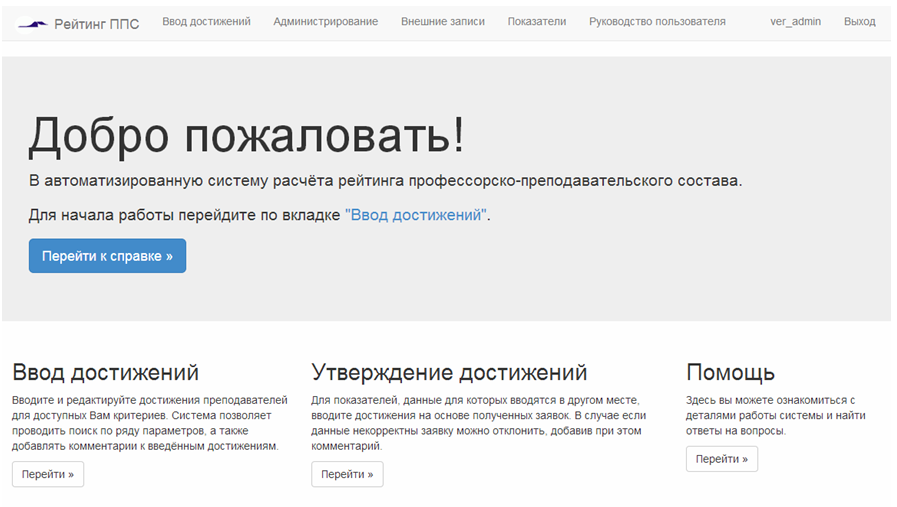 Рейтинг ППС Ввод достижений Администрирование Внешние записи Показатели Руководство пользователя ver_admin Выход
Добро пожаловать!
В автоматизированную систему расчёта рейтинга профессорско-преподавательского состава.
Для начала работы перейдите по вкладке "Ввод достижений".
Перейти к справке »
Ввод достижений
Вводите и редактируйте достижения преподавателей
для доступных Вам критериев. Система позволяет
проводить поиск по ряду параметров, а также
добавлять комментарии к введённым достижениям.
Перейти »
Утверждение достижений
Для показателей, данные для которых вводятся в другом месте,
вводите достижения на основе полученных заявок. В случае если
данные некорректны заявку можно отклонить, добавив при этом
комментарий.
Перейти »
Помощь
Здесь вы можете ознакомиться с
деталями работы системы и найти
ответы на вопросы.
Перейти »